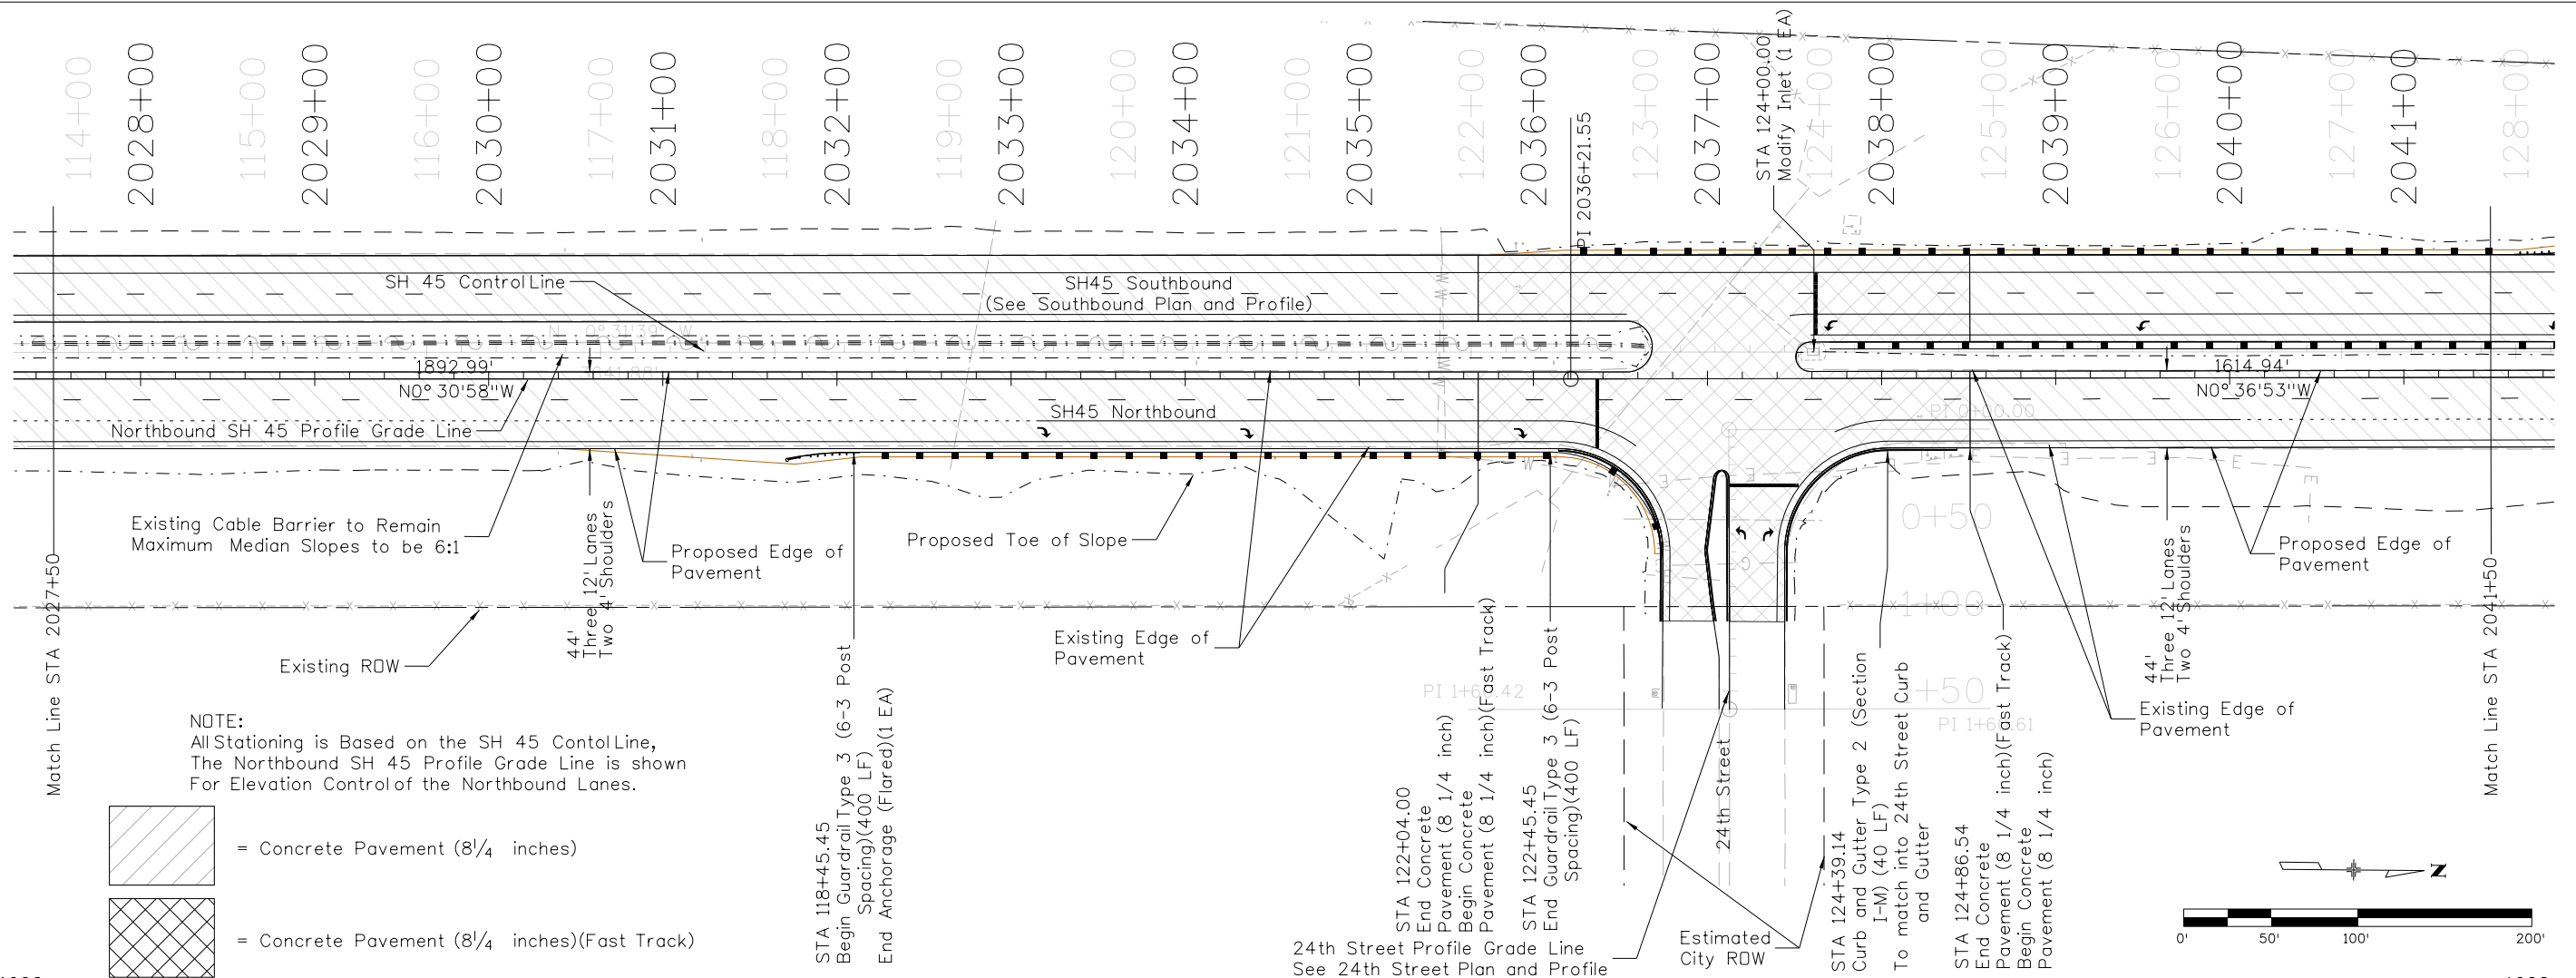 114+00
2028+00
115+00
2029+00
116+00
2030+00
117+00
2031+00
118+00
2032+00
119+00
2033+00
120+00
2034+00
121+00
2035+00
122+00
2036+00
PI 2036+21.55
123+00
2037+00
STA 124+00.00
Modify Inlet (1 EA)
124+00
2038+00
125+00
2039+00
126+00
2040+00
127+00
2041+00
128+00
SH 45 Control Line
SH45 Southbound
(See Southbound Plan and Profile)
N 0°31'39" W
1892.99'
N0°30'58"W
1614.94'
N0°36'53"W
SH45 Northbound
Northbound SH 45 Profile Grade Line
PI 0+00.00
Existing Cable Barrier to Remain
Maximum Median Slopes to be 6:1
Proposed Edge of
Pavement
Proposed Toe of Slope
0+50
Proposed Edge of
Pavement
Match Line STA 2027+50
44'
Three 12' Lanes
Two 4' Shoulders
1+00
44'
Three 12' Lanes
Two 4' Shoulders
Match Line STA 2041+50
Existing ROW
Existing Edge of
Pavement
PI 1+60.42
1+50
PI 1+60.61
Existing Edge of
Pavement
NOTE:
All Stationing is Based on the SH 45 Contol Line,
The Northbound SH 45 Profile Grade Line is shown
For Elevation Control of the Northbound Lanes.
= Concrete Pavement (8 1/4 inches)
= Concrete Pavement (8 1/4 inches)(Fast Track)
STA 118+45.45
Begin Guardrail Type 3 (6-3 Post
Spacing)(400 LF)
End Anchorage (Flared)(1 EA)
STA 122+04.00
End Concrete
Pavement (8 1/4 inch)
Begin Concrete
Pavement (8 1/4 inch)(Fast Track)
STA 122+45.45
End Guardrail Type 3 (6-3 Post
Spacing)(400 LF)
24th Street
24th Street Profile Grade Line
See 24th Street Plan and Profile
Estimated
City ROW
STA 124+39.14
Curb and Gutter Type 2 (Section
I-M) (40 LF)
To match into 24th Street Curb
and Gutter
STA 124+86.54
End Concrete
Pavement (8 1/4 inch)(Fast Track)
Begin Concrete
Pavement (8 1/4 inch)
N
0' 50' 100' 200'